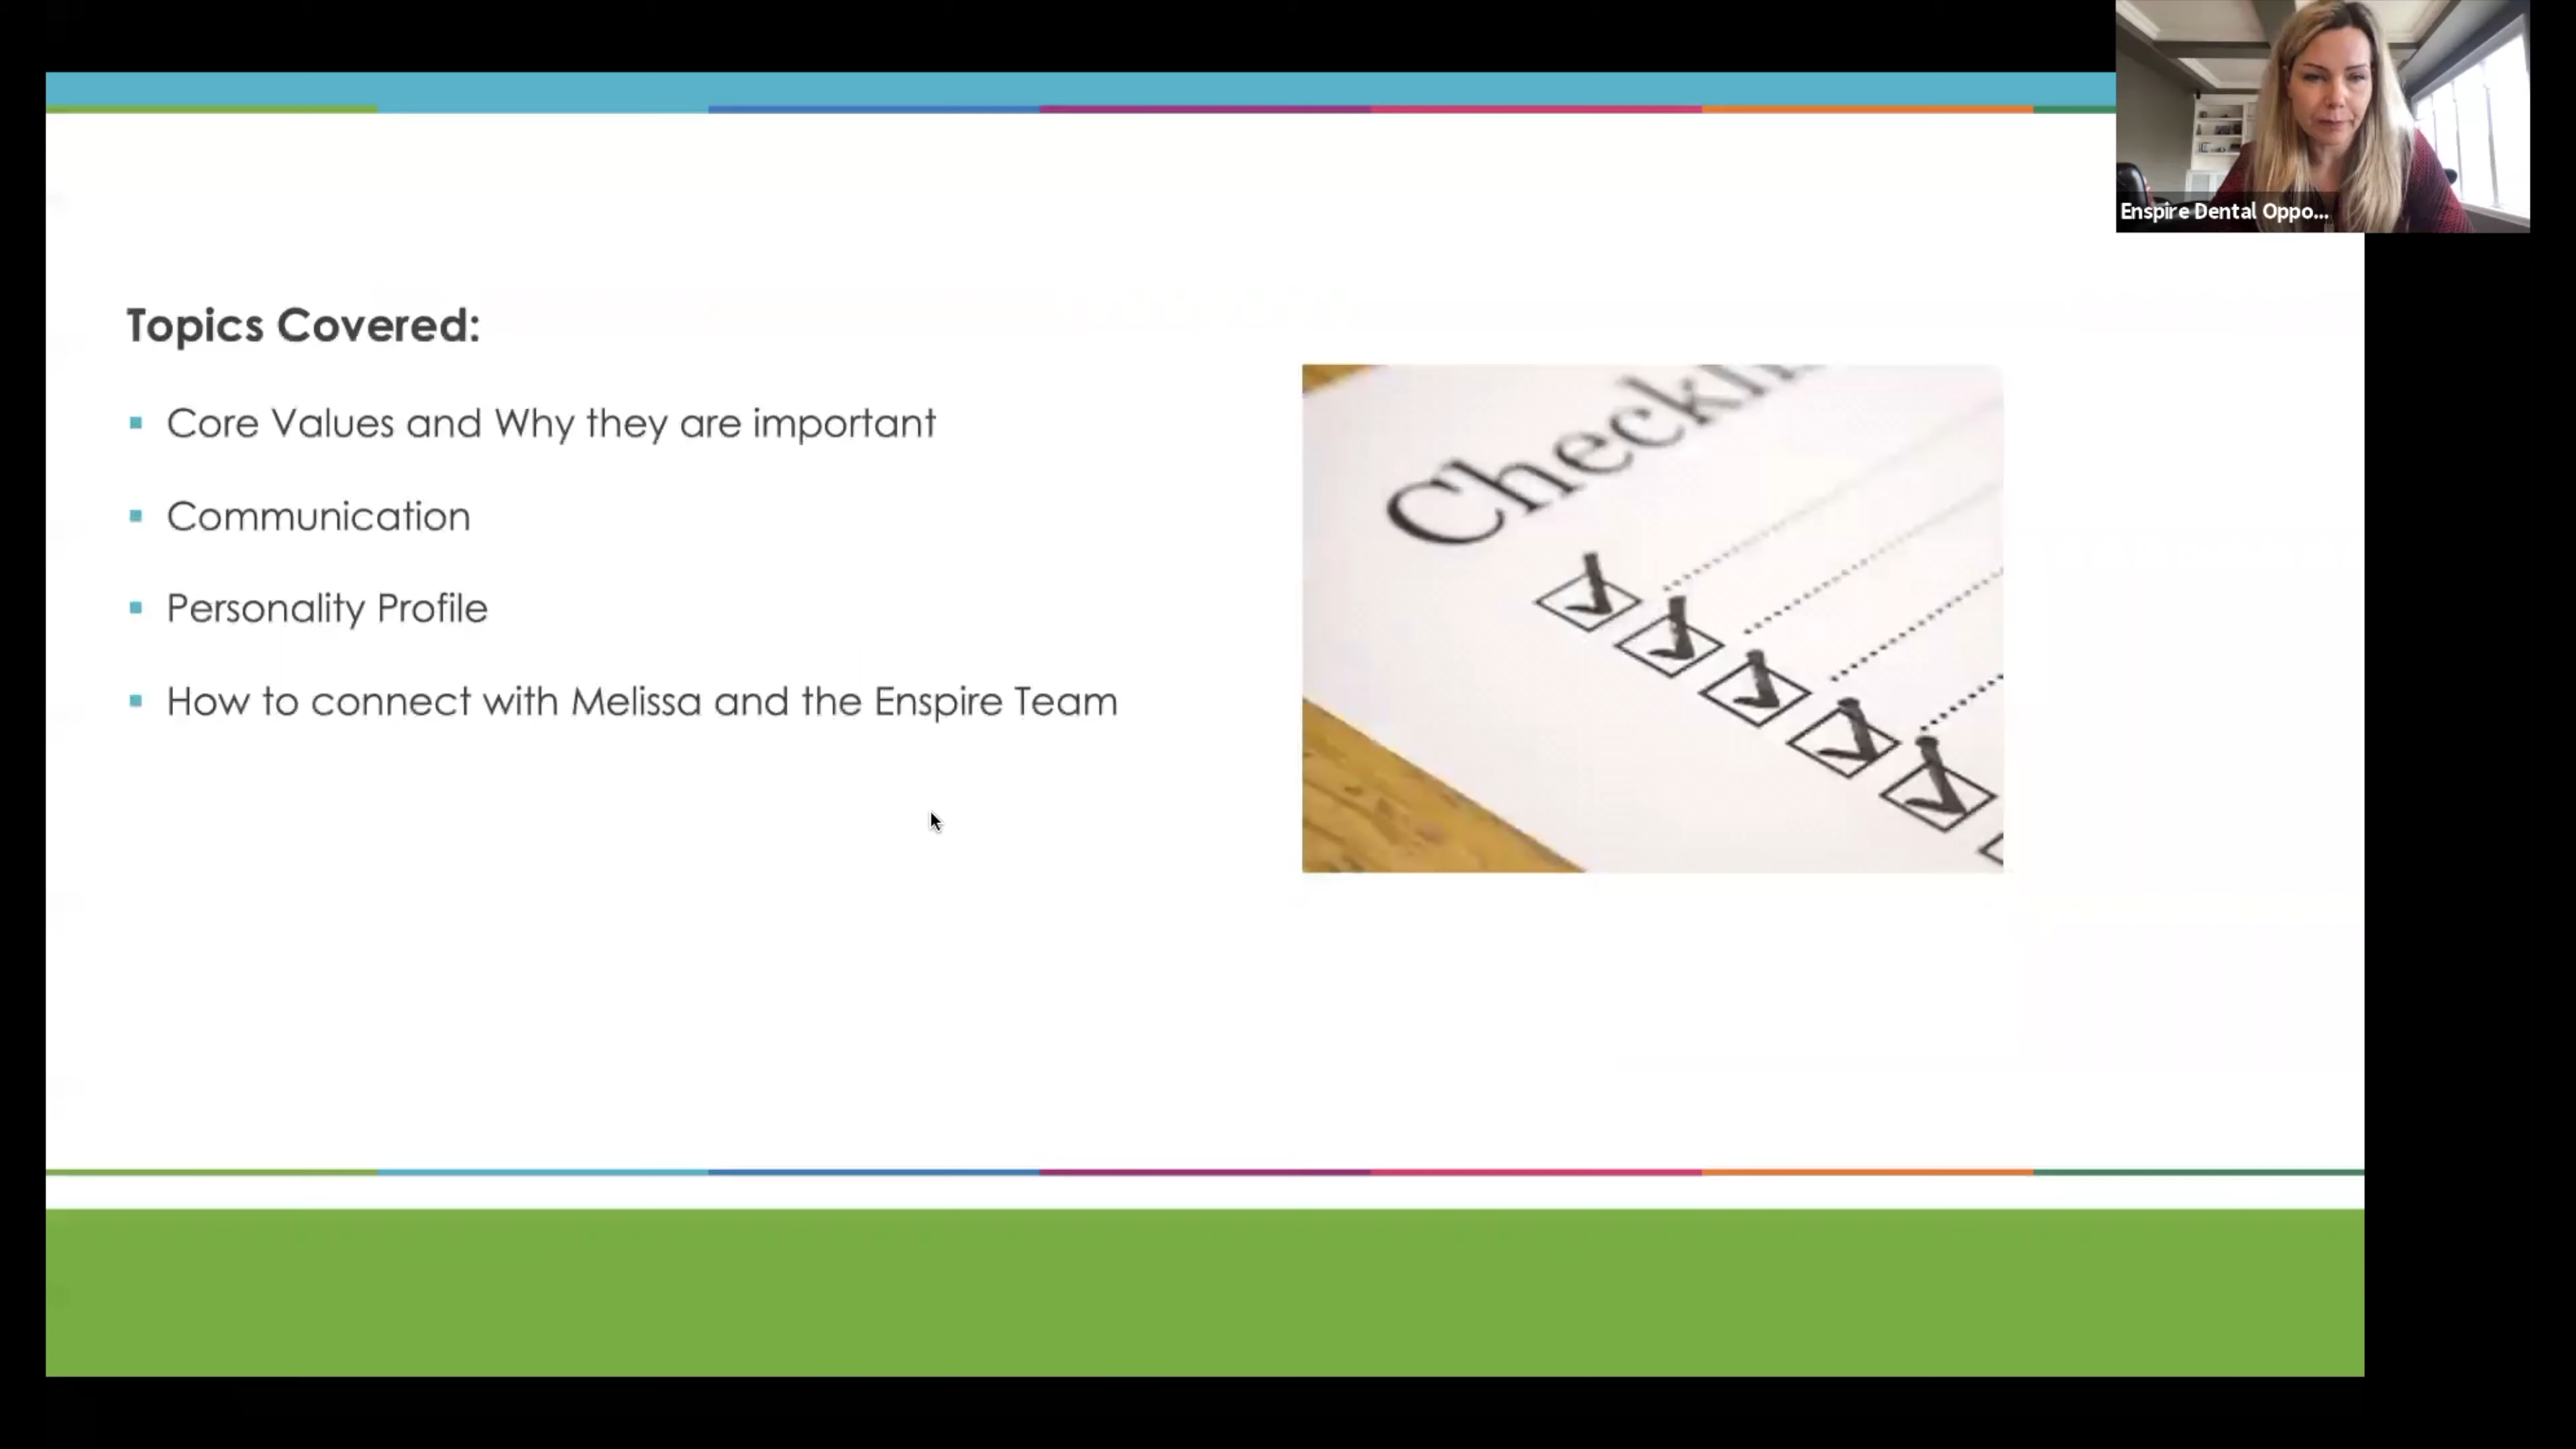 Enspire Dental Oppo...
Topics Covered:
Core Values and Why they are important
Communication
Personality Profile
How to connect with Melissa and the Enspire Team